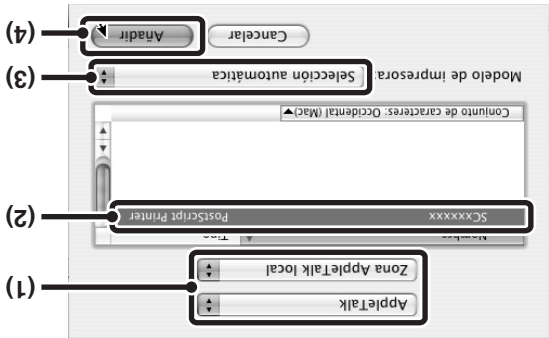 AppleTalk
Zona AppleTalk local
(1)
Nombre Tipo
SCxxxxxx PostScript Printer
(2)
Conjunto de caracteres: Occidental (Mac)
Modelo de impresora: Selección automática
(3)
Cancelar Añadir
(4)